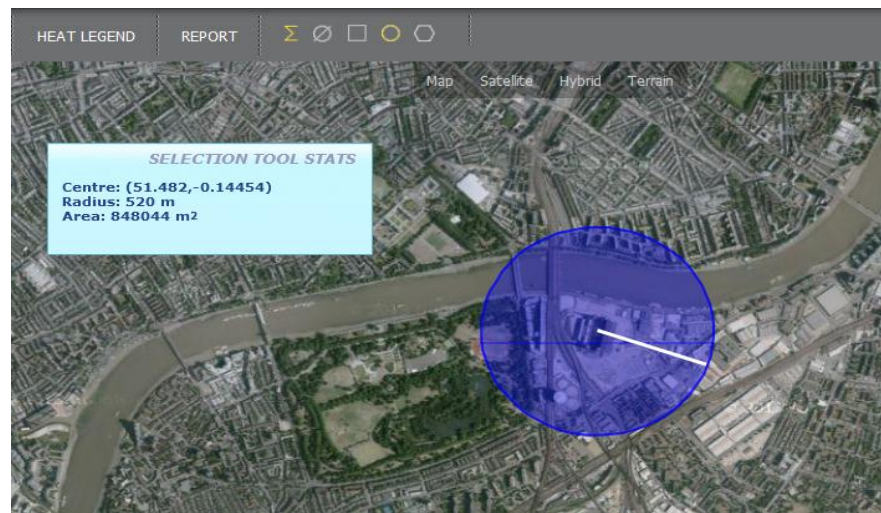 HEAT LEGEND REPORT Σ
Map Satellite Hybrid Terrain
SELECTION TOOL STATS
Centre: (51.482,-0.14454)
Radius: 520 m
Area: 848044 m²